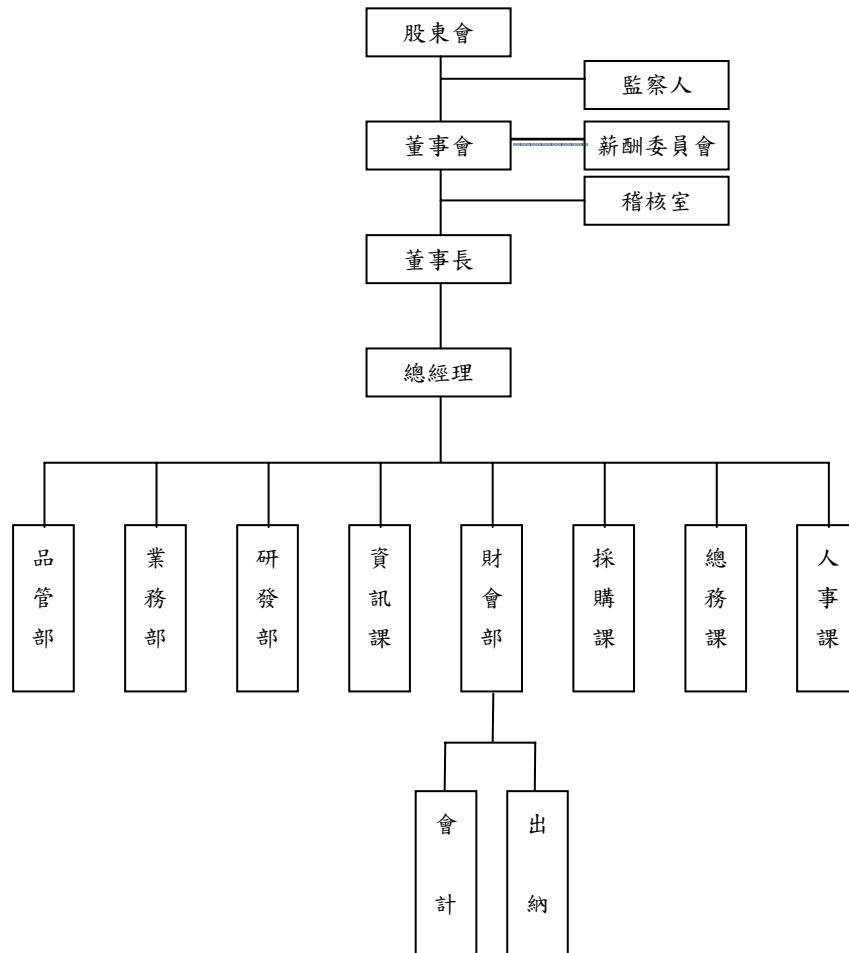 股東會
監察人
董事會
薪酬委員會
稽核室
董事長
總經理
品管部
業務部
研發部
資訊課
財會部
採購課
總務課
人事課
會計
出納